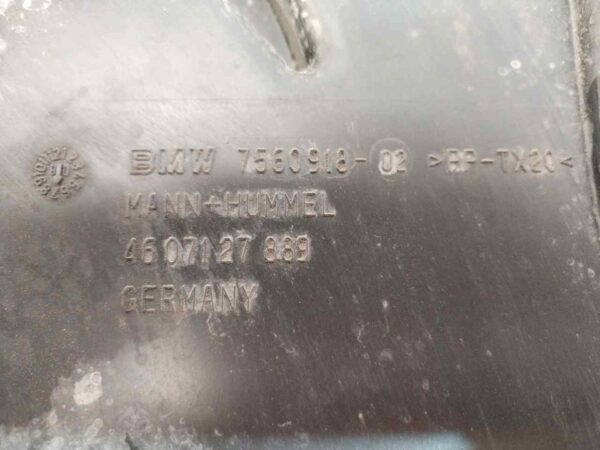 BMW 7560918-02 >PP-TX20<
MANN+HUMMEL
46 071 27 889
GERMANY